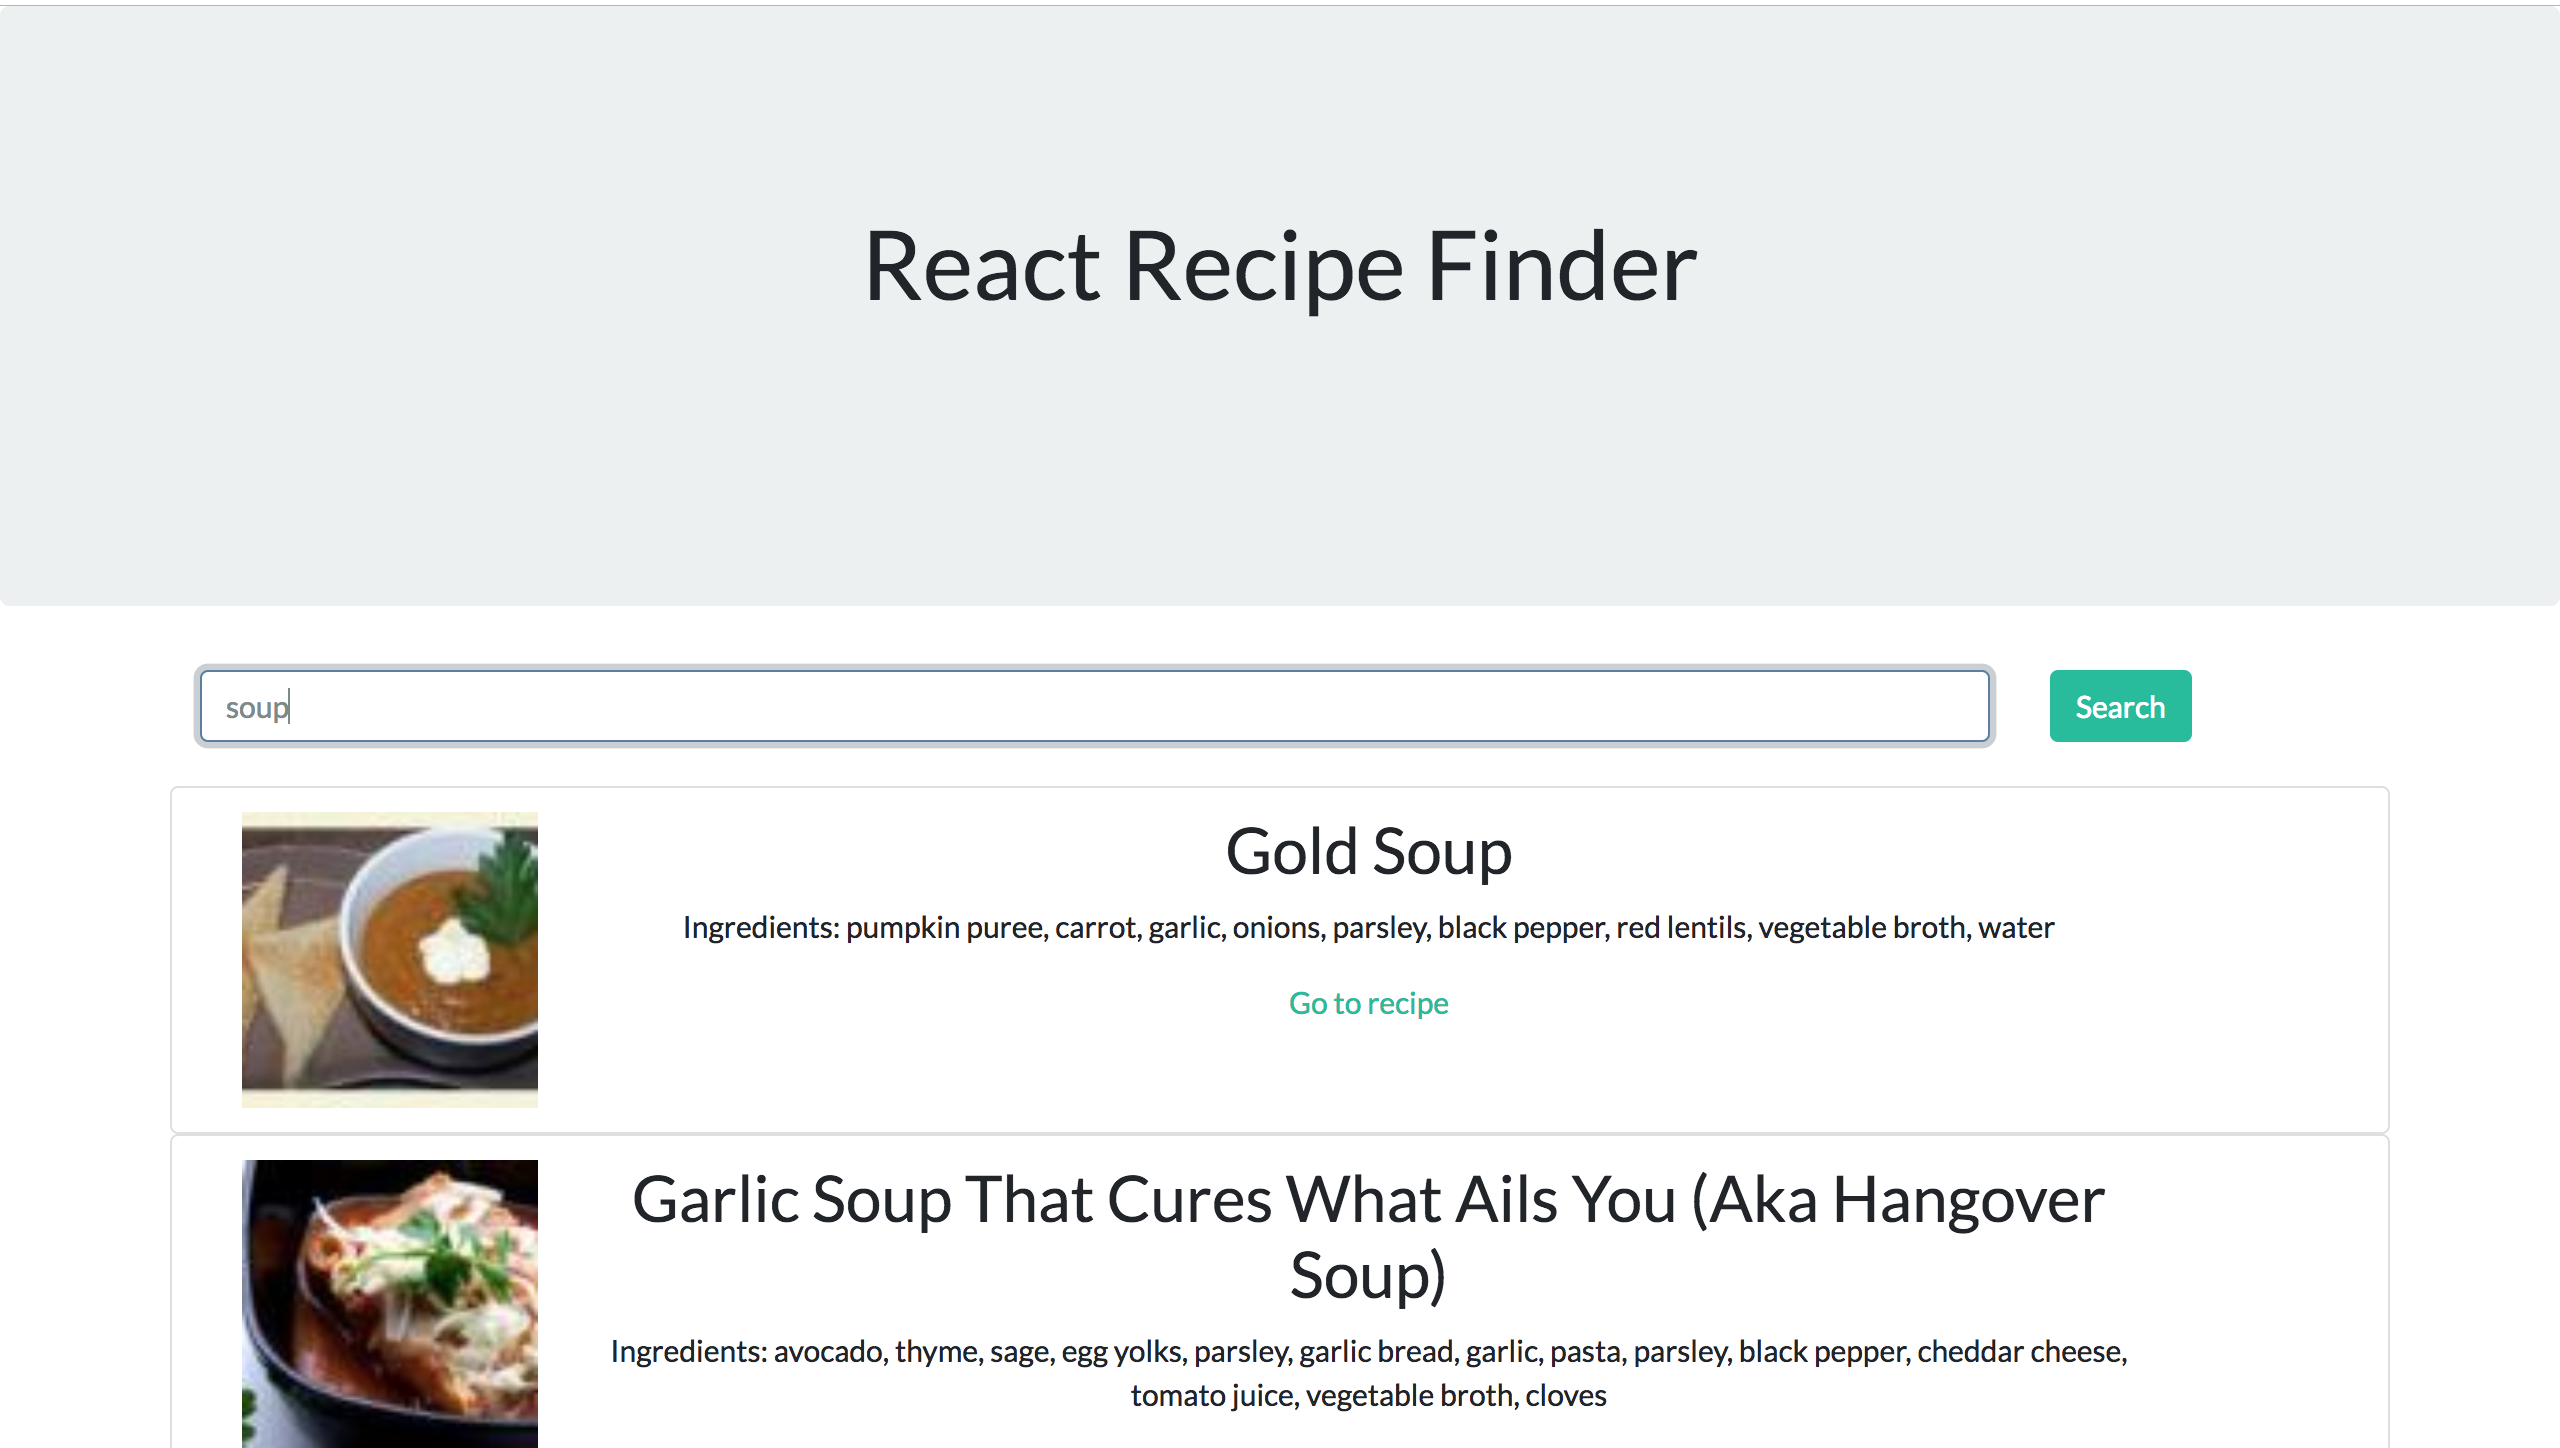 React Recipe Finder
soup
Search
Gold Soup
Ingredients: pumpkin puree, carrot, garlic, onions, parsley, black pepper, red lentils, vegetable broth, water
Go to recipe
Garlic Soup That Cures What Ails You (Aka Hangover
Soup)
Ingredients: avocado, thyme, sage, egg yolks, parsley, garlic bread, garlic, pasta, parsley, black pepper, cheddar cheese,
tomato juice, vegetable broth, cloves